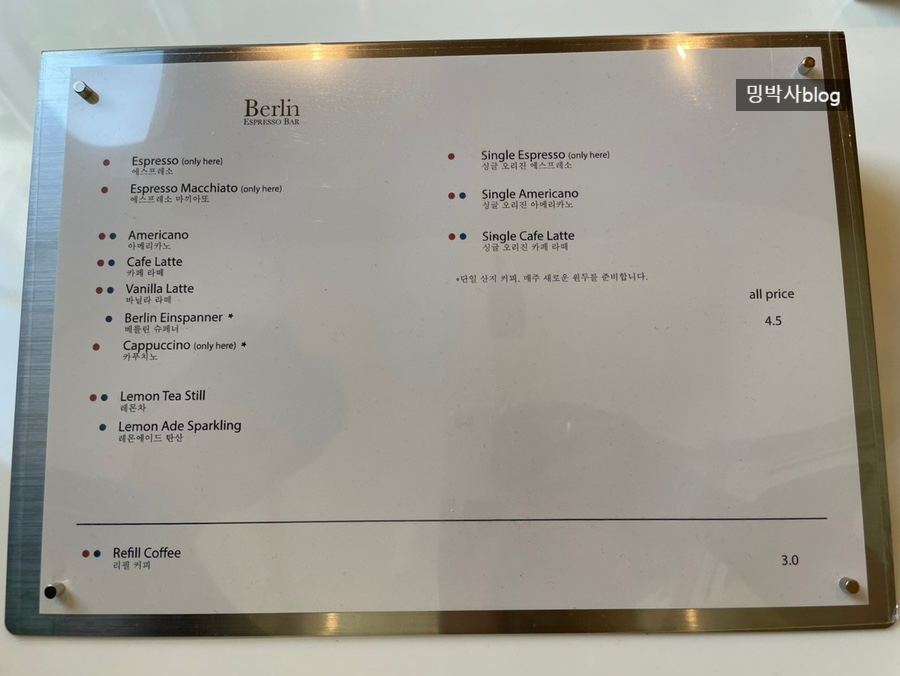 밍박사blog
Berlin
ESPRESSO BAR
Espresso (only here)
에스프레소
Espresso Macchiato (only here)
에스프레소 마끼아또
Americano
아메리카노
Cafe Latte
카페 라떼
Vanilla Latte
바닐라 라떼
Berlin Einspanner *
베를린 슈페너
Cappuccino (only here) *
카푸치노
Lemon Tea Still
레몬차
Lemon Ade Sparkling
레몬에이드 탄산
Single Espresso (only here)
싱글 오리진 에스프레소
Single Americano
싱글 오리진 아메리카노
Single Cafe Latte
싱글 오리진 카페 라떼
*단일 산지 커피, 매주 새로운 원두를 준비합니다.
all price
4.5
Refill Coffee
리필 커피
3.0